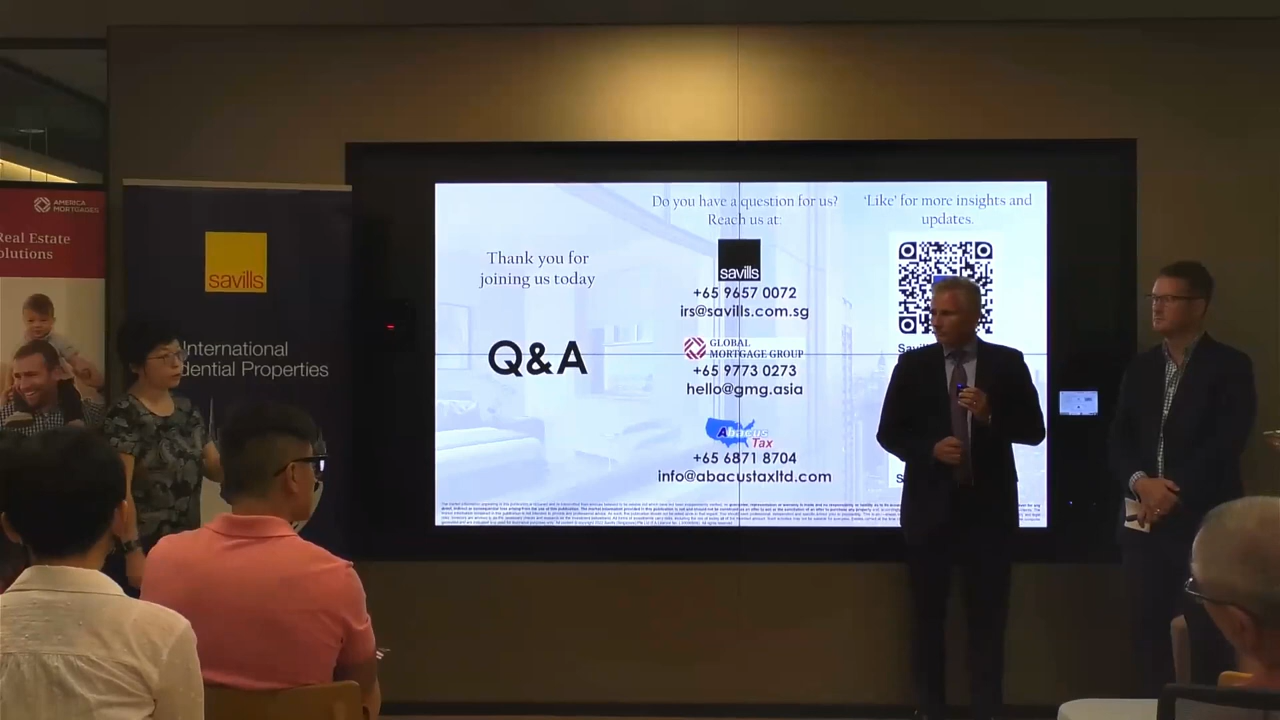 AMERICA
MORTGAGES
Real Estate
olutions
savills
International
dential Properties
Thank you for
joining us today
Q&A
Do you have a question for us?
Reach us at:
savills
+65 9657 0072
irs@savills.com.sg
GLOBAL
MORTGAGE GROUP
+65 9773 0273
hello@gmg.asia
Abacus
Tax
+65 6871 8704
info@abacustaxltd.com
'Like' for more insights and
updates.